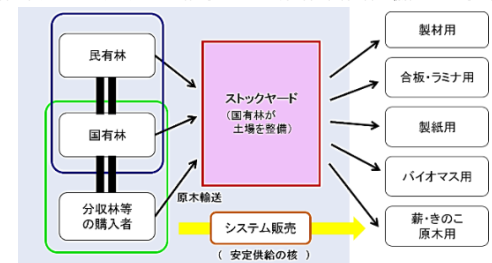 民有林
国有林
分収林等
の購入者
原木輸送
ストックヤード
(国有林が
土場を整備)
システム販売
( 安定供給の核 )
製材用
合板・ラミナ用
製紙用
バイオマス用
薪・きのこ
原木用